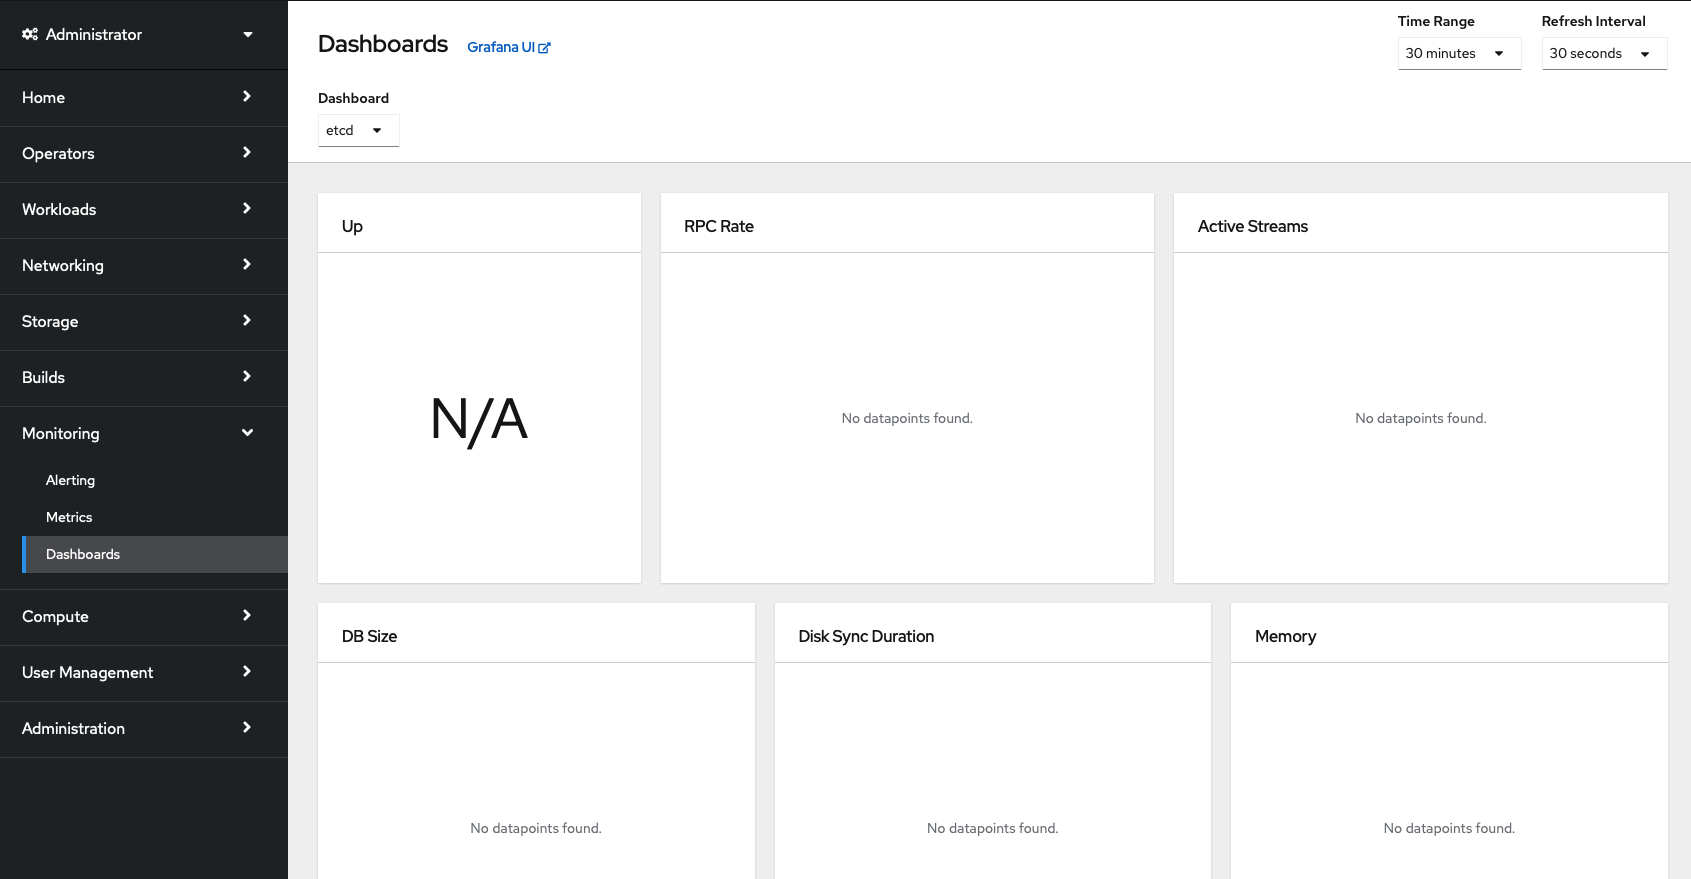 Administrator
Home
Operators
Workloads
Networking
Storage
Builds
Monitoring
Alerting
Metrics
Dashboards
Compute
User Management
Administration
Dashboards Grafana UI
Time Range
30 minutes
Refresh Interval
30 seconds
Dashboard
etcd
Up
N/A
RPC Rate
No datapoints found.
Active Streams
No datapoints found.
DB Size
No datapoints found.
Disk Sync Duration
No datapoints found.
Memory
No datapoints found.